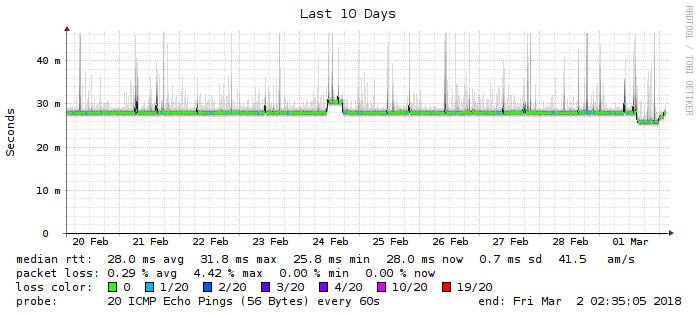 Last 10 Days
RRDTOOL / TOBI OETIKER
Seconds
40 m
30 m
20 m
10 m
0
20 Feb 21 Feb 22 Feb 23 Feb 24 Feb 25 Feb 26 Feb 27 Feb 28 Feb 01 Mar
median rtt: 28.0 ms avg 31.8 ms max 25.8 ms min 28.0 ms now 0.7 ms sd 41.5 am/s
packet loss: 0.29 % avg 4.42 % max 0.00 % min 0.00 % now
loss color: 0 1/20 2/20 3/20 4/20 10/20 19/20
probe: 20 ICMP Echo Pings (56 Bytes) every 60s end: Fri Mar 2 02:35:05 2018